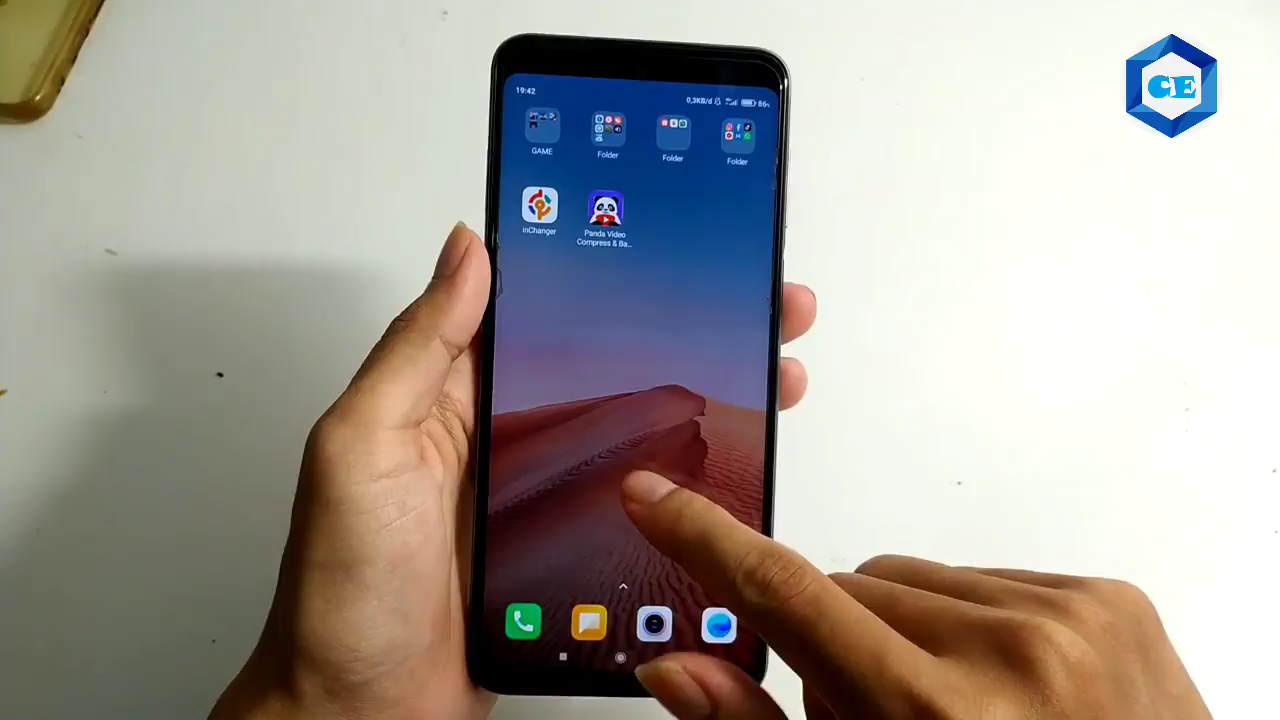 CE
19:42
0,3KB/d
86%
GAME
Folder
Folder
Folder
inChanger
Panda Video
Compress & Ba...